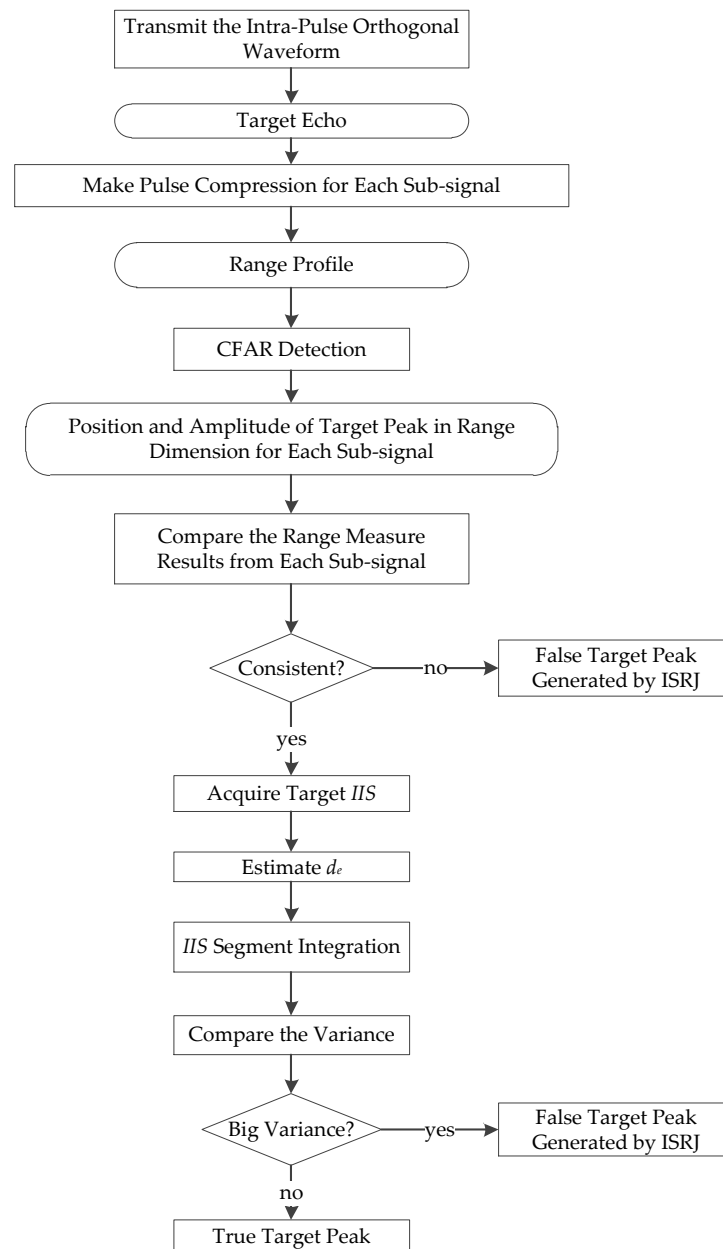 Transmit the Intra-Pulse Orthogonal
Waveform
Target Echo
Make Pulse Compression for Each Sub-signal
Range Profile
CFAR Detection
Position and Amplitude of Target Peak in Range
Dimension for Each Sub-signal
Compare the Range Measure
Results from Each Sub-signal
Consistent?
no
False Target Peak
Generated by ISRJ
yes
Acquire Target IIS
Estimate de
IIS Segment Integration
Compare the Variance
Big Variance?
yes
False Target Peak
Generated by ISRJ
no
True Target Peak